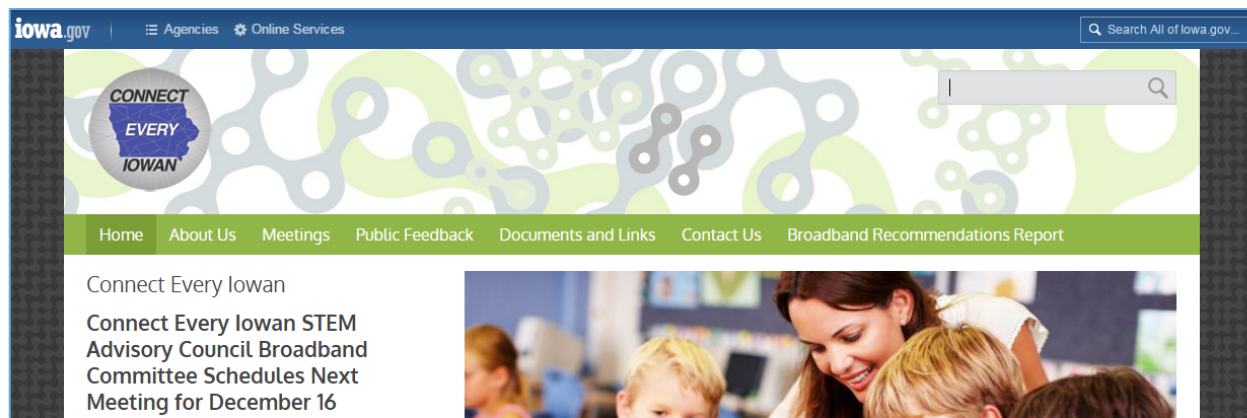 iowa.gov Agencies Online Services Search All of Iowa.gov...
CONNECT
EVERY
IOWAN
Home About Us Meetings Public Feedback Documents and Links Contact Us Broadband Recommendations Report
Connect Every Iowan
Connect Every Iowan STEM
Advisory Council Broadband
Committee Schedules Next
Meeting for December 16